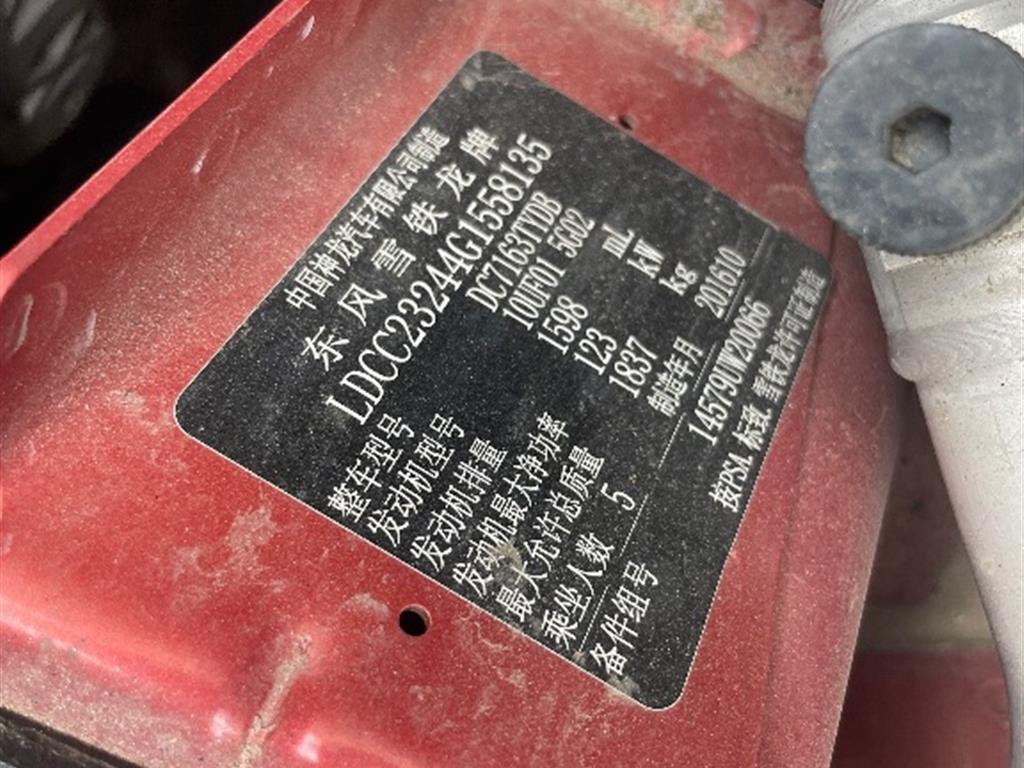 中国神龙汽车有限公司制造
东风雪铁龙牌
LDCC23244G1558135
整车型号 DC7163TYDB
发动机型号 10UF01 5G02
发动机排量 1598 mL
发动机最大净功率 123 kW
最大允许总质量 1837 kg
乘坐人数 5 制造年月 201610
备件组号 14579UW20066
按PSA.标致.雪铁龙许可证制造